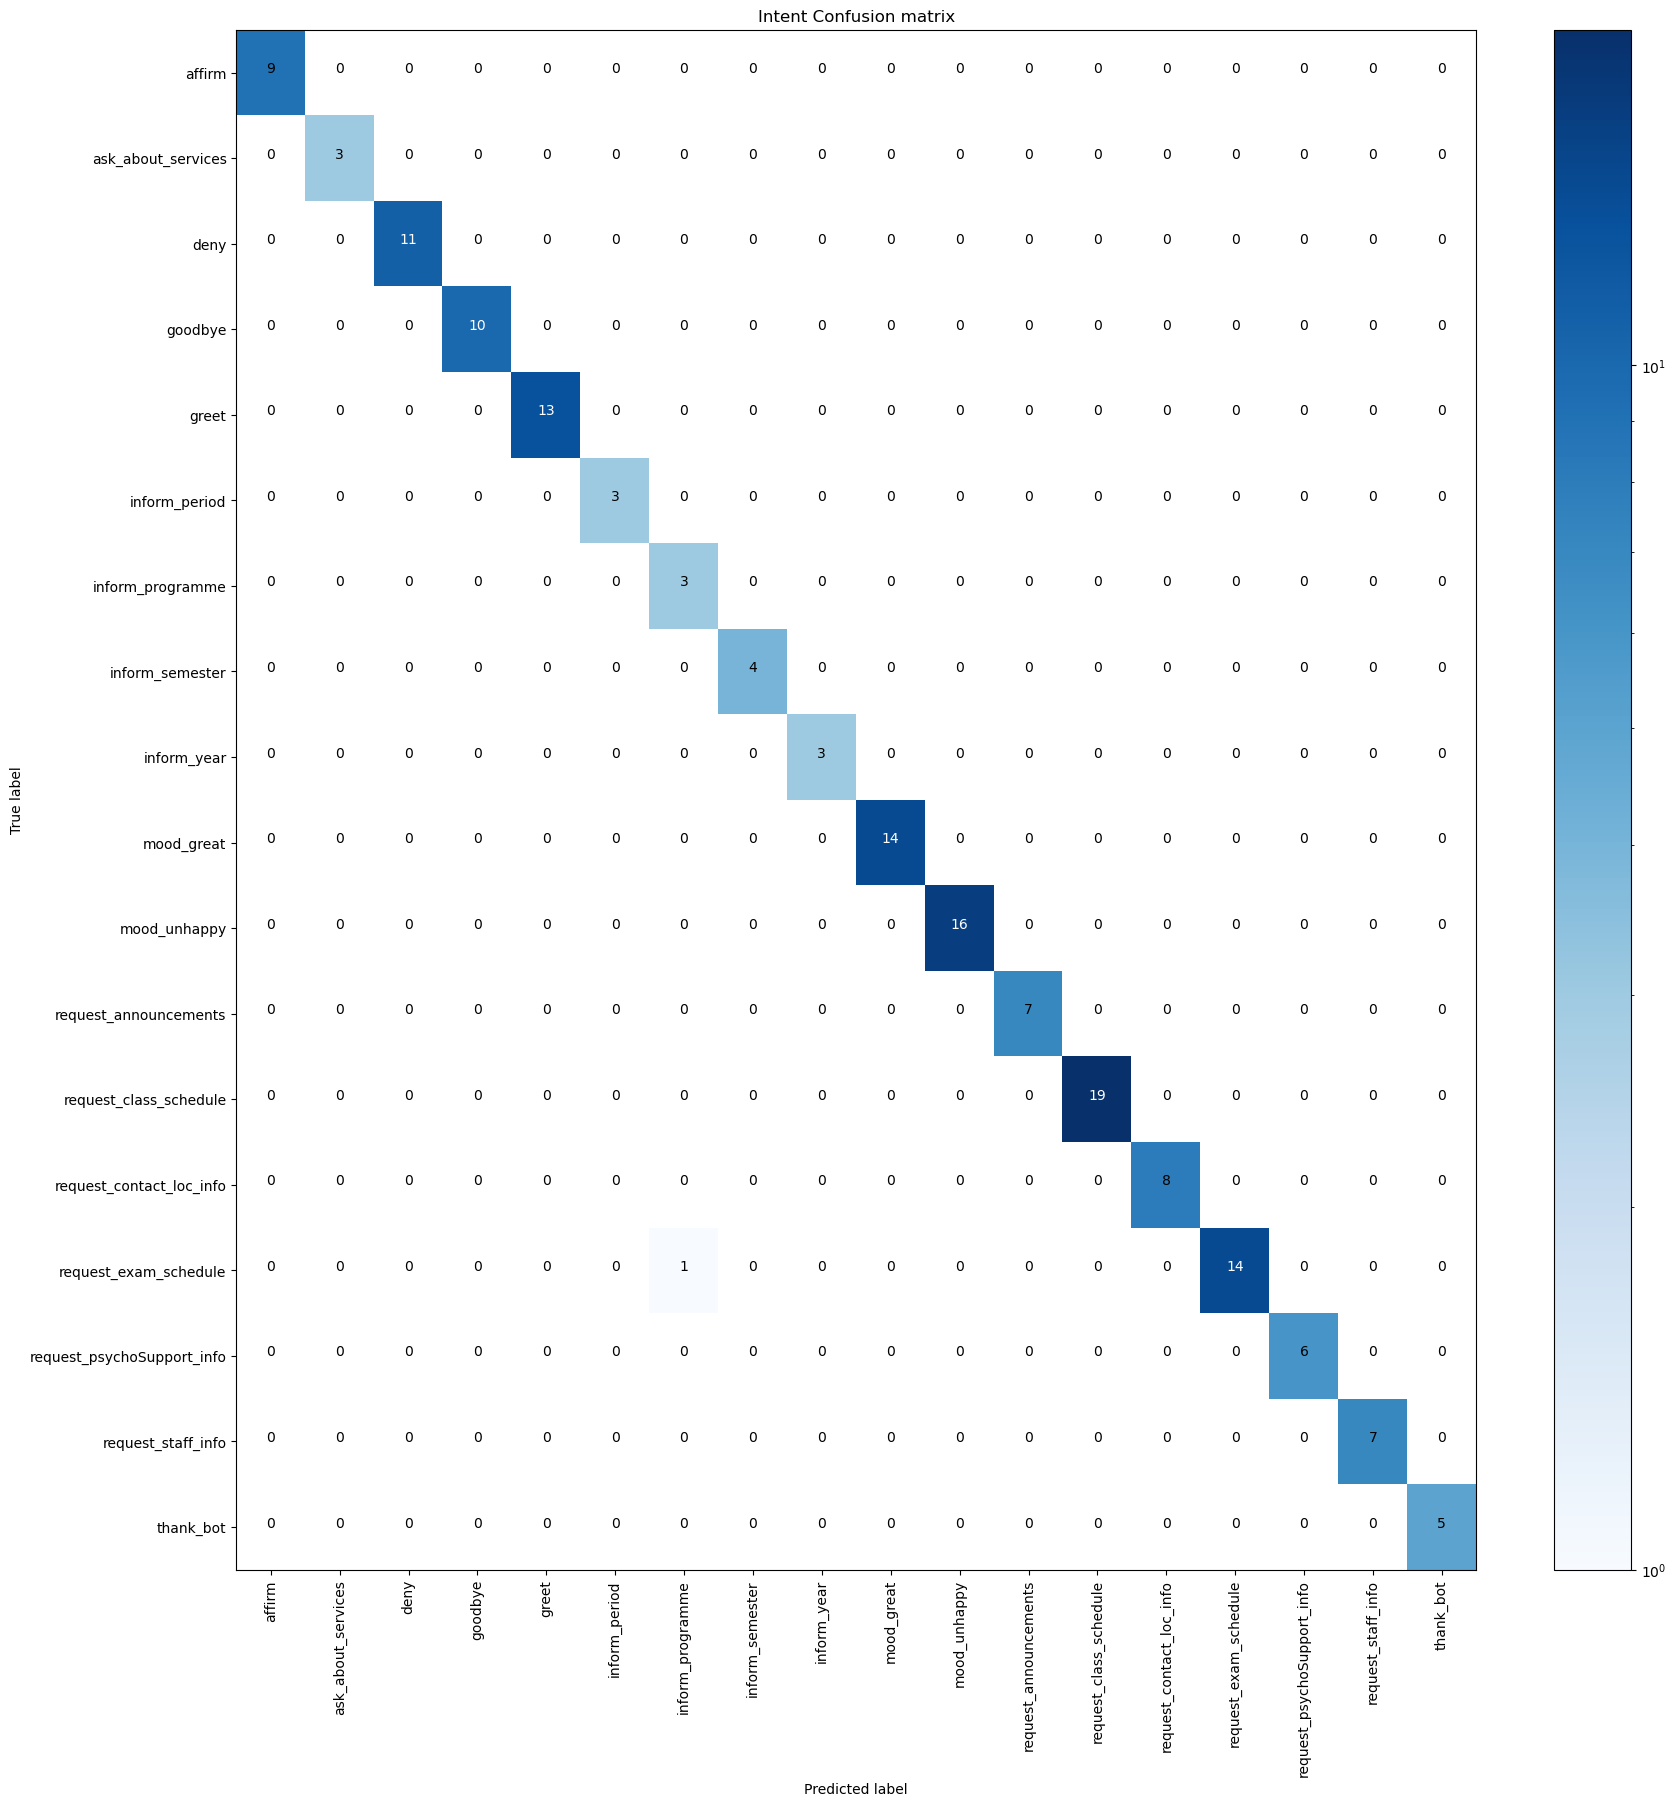 Intent Confusion matrix
affirm 9 0 0 0 0 0 0 0 0 0 0 0 0 0 0 0 0 0
ask_about_services 0 3 0 0 0 0 0 0 0 0 0 0 0 0 0 0 0 0
deny 0 0 11 0 0 0 0 0 0 0 0 0 0 0 0 0 0 0
goodbye 0 0 0 10 0 0 0 0 0 0 0 0 0 0 0 0 0 0
greet 0 0 0 0 13 0 0 0 0 0 0 0 0 0 0 0 0 0
inform_period 0 0 0 0 0 3 0 0 0 0 0 0 0 0 0 0 0 0
inform_programme 0 0 0 0 0 0 3 0 0 0 0 0 0 0 0 0 0 0
inform_semester 0 0 0 0 0 0 0 4 0 0 0 0 0 0 0 0 0 0
inform_year 0 0 0 0 0 0 0 0 3 0 0 0 0 0 0 0 0 0
mood_great 0 0 0 0 0 0 0 0 0 14 0 0 0 0 0 0 0 0
mood_unhappy 0 0 0 0 0 0 0 0 0 0 16 0 0 0 0 0 0 0
request_announcements 0 0 0 0 0 0 0 0 0 0 0 7 0 0 0 0 0 0
request_class_schedule 0 0 0 0 0 0 0 0 0 0 0 0 19 0 0 0 0 0
request_contact_loc_info 0 0 0 0 0 0 0 0 0 0 0 0 0 8 0 0 0 0
request_exam_schedule 0 0 0 0 0 0 1 0 0 0 0 0 0 0 14 0 0 0
request_psychoSupport_info 0 0 0 0 0 0 0 0 0 0 0 0 0 0 0 6 0 0
request_staff_info 0 0 0 0 0 0 0 0 0 0 0 0 0 0 0 0 7 0
thank_bot 0 0 0 0 0 0 0 0 0 0 0 0 0 0 0 0 0 5
True label
affirm
ask_about_services
deny
goodbye
greet
inform_period
inform_programme
inform_semester
inform_year
mood_great
mood_unhappy
request_announcements
request_class_schedule
request_contact_loc_info
request_exam_schedule
request_psychoSupport_info
request_staff_info
thank_bot
Predicted label
10¹
10⁰